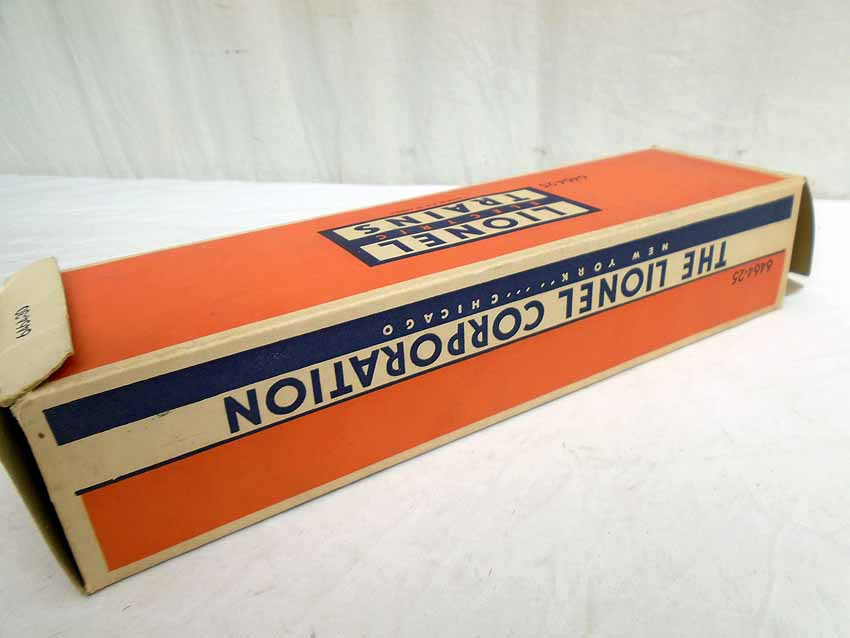 6464-25
LIONEL
ELECTRIC
TRAINS
6464-25
THE LIONEL CORPORATION
NEW YORK ..... CHICAGO